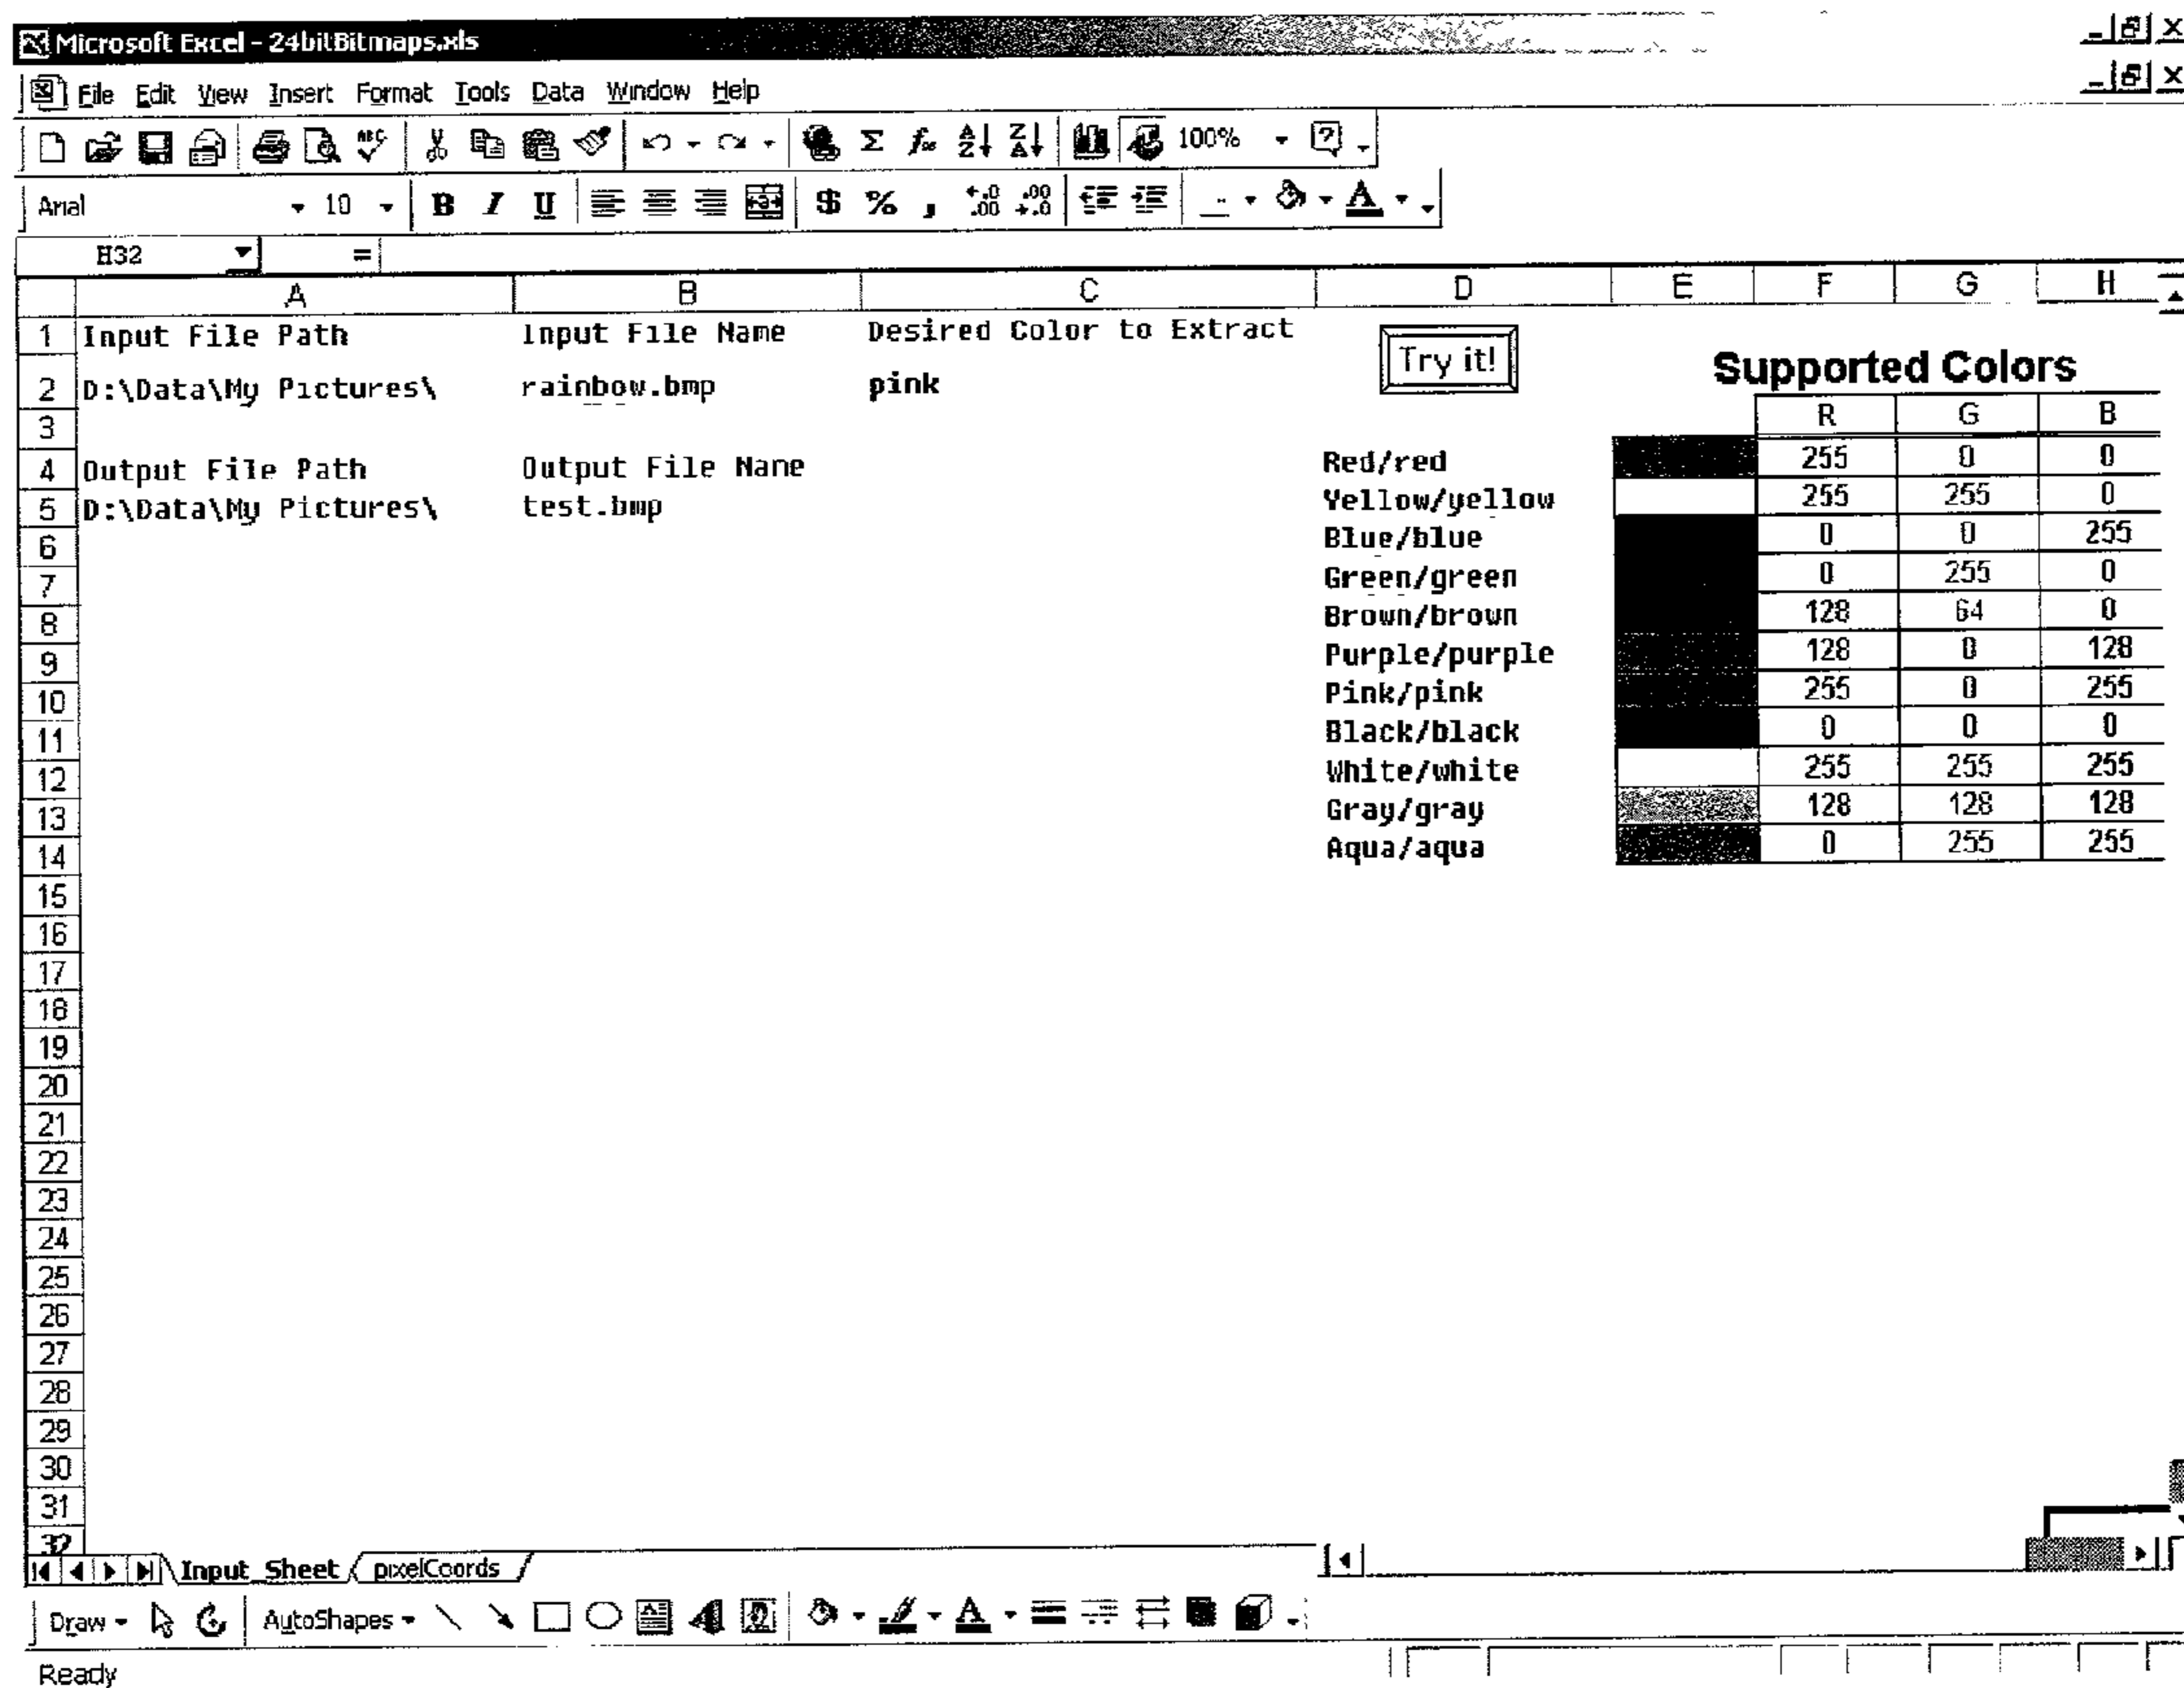 Microsoft Excel - 24bitBitmaps.xls
File Edit View Insert Format Tools Data Window Help
100%
Arial 10 B I U $ % ,
H32 =
A B C D E F G H
1 Input File Path Input File Name Desired Color to Extract Try it! Supported Colors
2 D:\Data\My Pictures\ rainbow.bmp pink
3 R G B
4 Output File Path Output File Name Red/red 255 0 0
5 D:\Data\My Pictures\ test.bmp Yellow/yellow 255 255 0
6 Blue/blue 0 0 255
7 Green/green 0 255 0
8 Brown/brown 128 64 0
9 Purple/purple 128 0 128
10 Pink/pink 255 0 255
11 Black/black 0 0 0
12 White/white 255 255 255
13 Gray/gray 128 128 128
14 Aqua/aqua 0 255 255
15
16
17
18
19
20
21
22
23
24
25
26
27
28
29
30
31
32
Input_Sheet pixelCoords
Draw AutoShapes
Ready